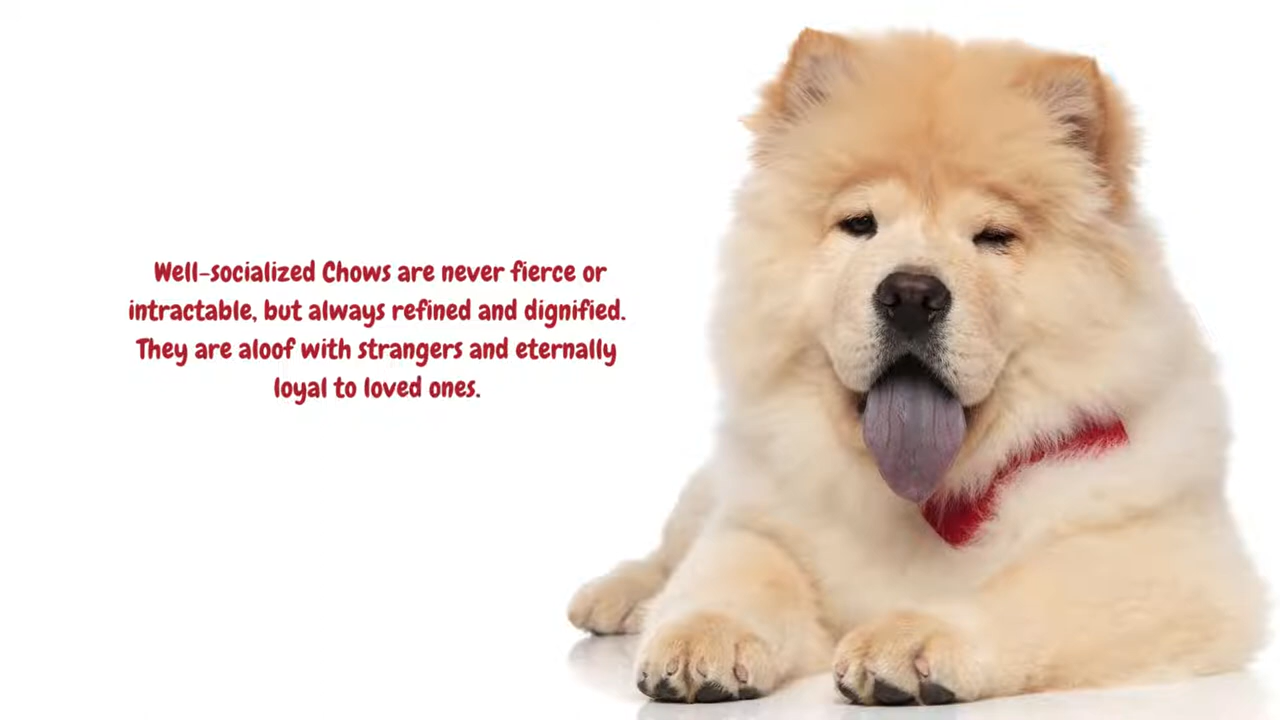 Well-socialized Chows are never fierce or
intractable, but always refined and dignified.
They are aloof with strangers and eternally
loyal to loved ones.